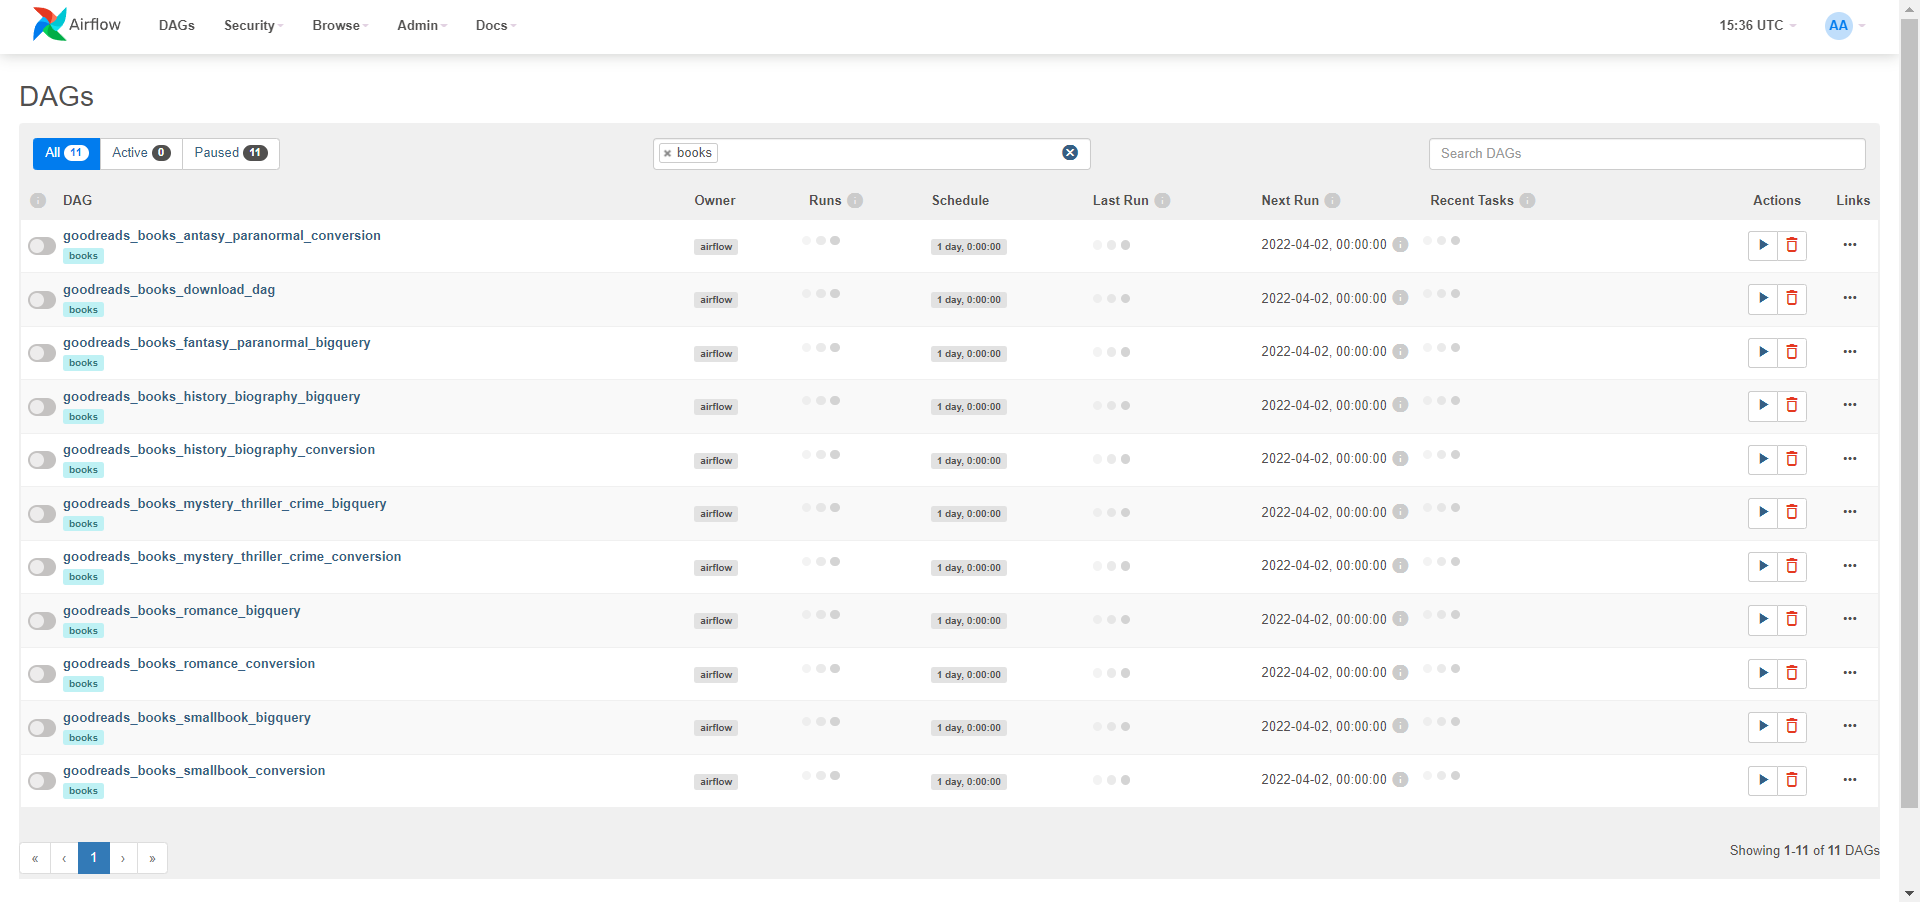 Airflow DAGs Security Browse Admin Docs 15:36 UTC AA
DAGs
All 11 Active 0 Paused 11 books Search DAGs
DAG Owner Runs Schedule Last Run Next Run Recent Tasks Actions Links
goodreads_books_antasy_paranormal_conversion
books airflow 1 day, 0:00:00 2022-04-02, 00:00:00
goodreads_books_download_dag
books airflow 1 day, 0:00:00 2022-04-02, 00:00:00
goodreads_books_fantasy_paranormal_bigquery
books airflow 1 day, 0:00:00 2022-04-02, 00:00:00
goodreads_books_history_biography_bigquery
books airflow 1 day, 0:00:00 2022-04-02, 00:00:00
goodreads_books_history_biography_conversion
books airflow 1 day, 0:00:00 2022-04-02, 00:00:00
goodreads_books_mystery_thriller_crime_bigquery
books airflow 1 day, 0:00:00 2022-04-02, 00:00:00
goodreads_books_mystery_thriller_crime_conversion
books airflow 1 day, 0:00:00 2022-04-02, 00:00:00
goodreads_books_romance_bigquery
books airflow 1 day, 0:00:00 2022-04-02, 00:00:00
goodreads_books_romance_conversion
books airflow 1 day, 0:00:00 2022-04-02, 00:00:00
goodreads_books_smallbook_bigquery
books airflow 1 day, 0:00:00 2022-04-02, 00:00:00
goodreads_books_smallbook_conversion
books airflow 1 day, 0:00:00 2022-04-02, 00:00:00
« ‹ 1 › » Showing 1-11 of 11 DAGs